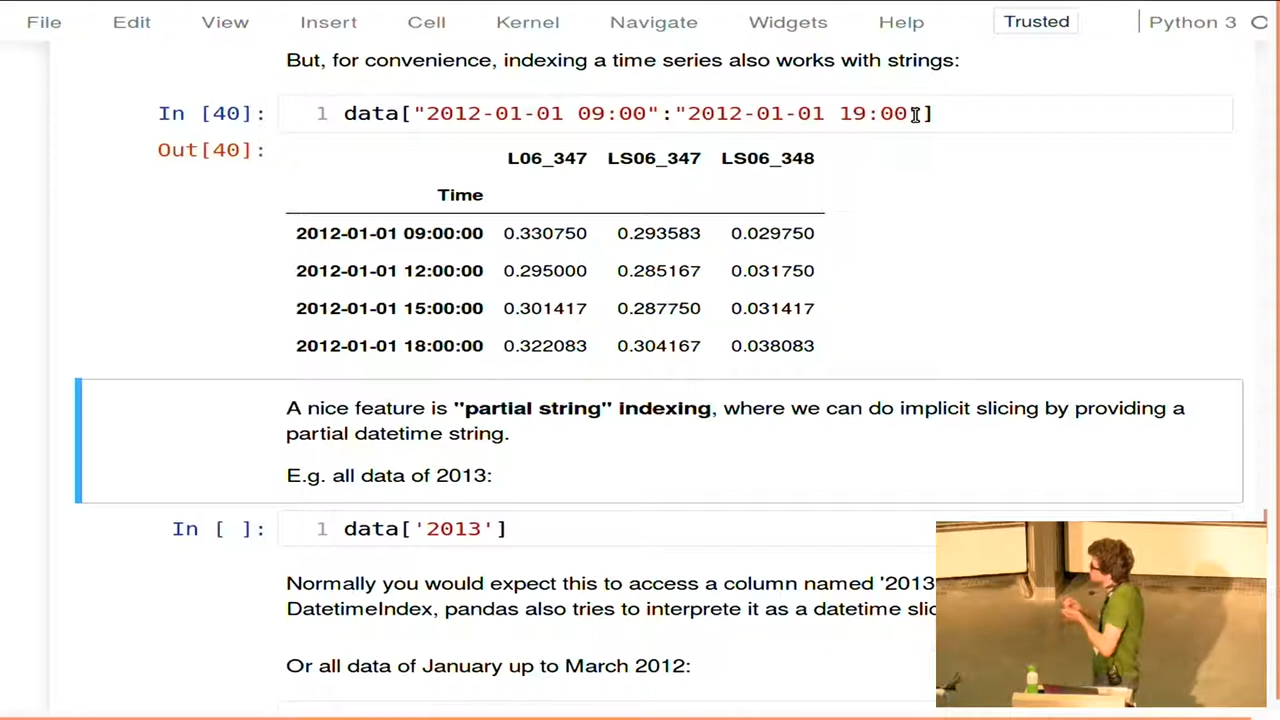 File Edit View Insert Cell Kernel Navigate Widgets Help Trusted Python 3
But, for convenience, indexing a time series also works with strings:
In [40]: 1 data["2012-01-01 09:00":"2012-01-01 19:00"]
Out[40]:
L06_347 LS06_347 LS06_348
Time
2012-01-01 09:00:00 0.330750 0.293583 0.029750
2012-01-01 12:00:00 0.295000 0.285167 0.031750
2012-01-01 15:00:00 0.301417 0.287750 0.031417
2012-01-01 18:00:00 0.322083 0.304167 0.038083
A nice feature is "partial string" indexing, where we can do implicit slicing by providing a
partial datetime string.
E.g. all data of 2013:
In [ ]: 1 data['2013']
Normally you would expect this to access a column named '2013
DatetimeIndex, pandas also tries to interpret it as a datetime
Or all data of January up to March 2012: